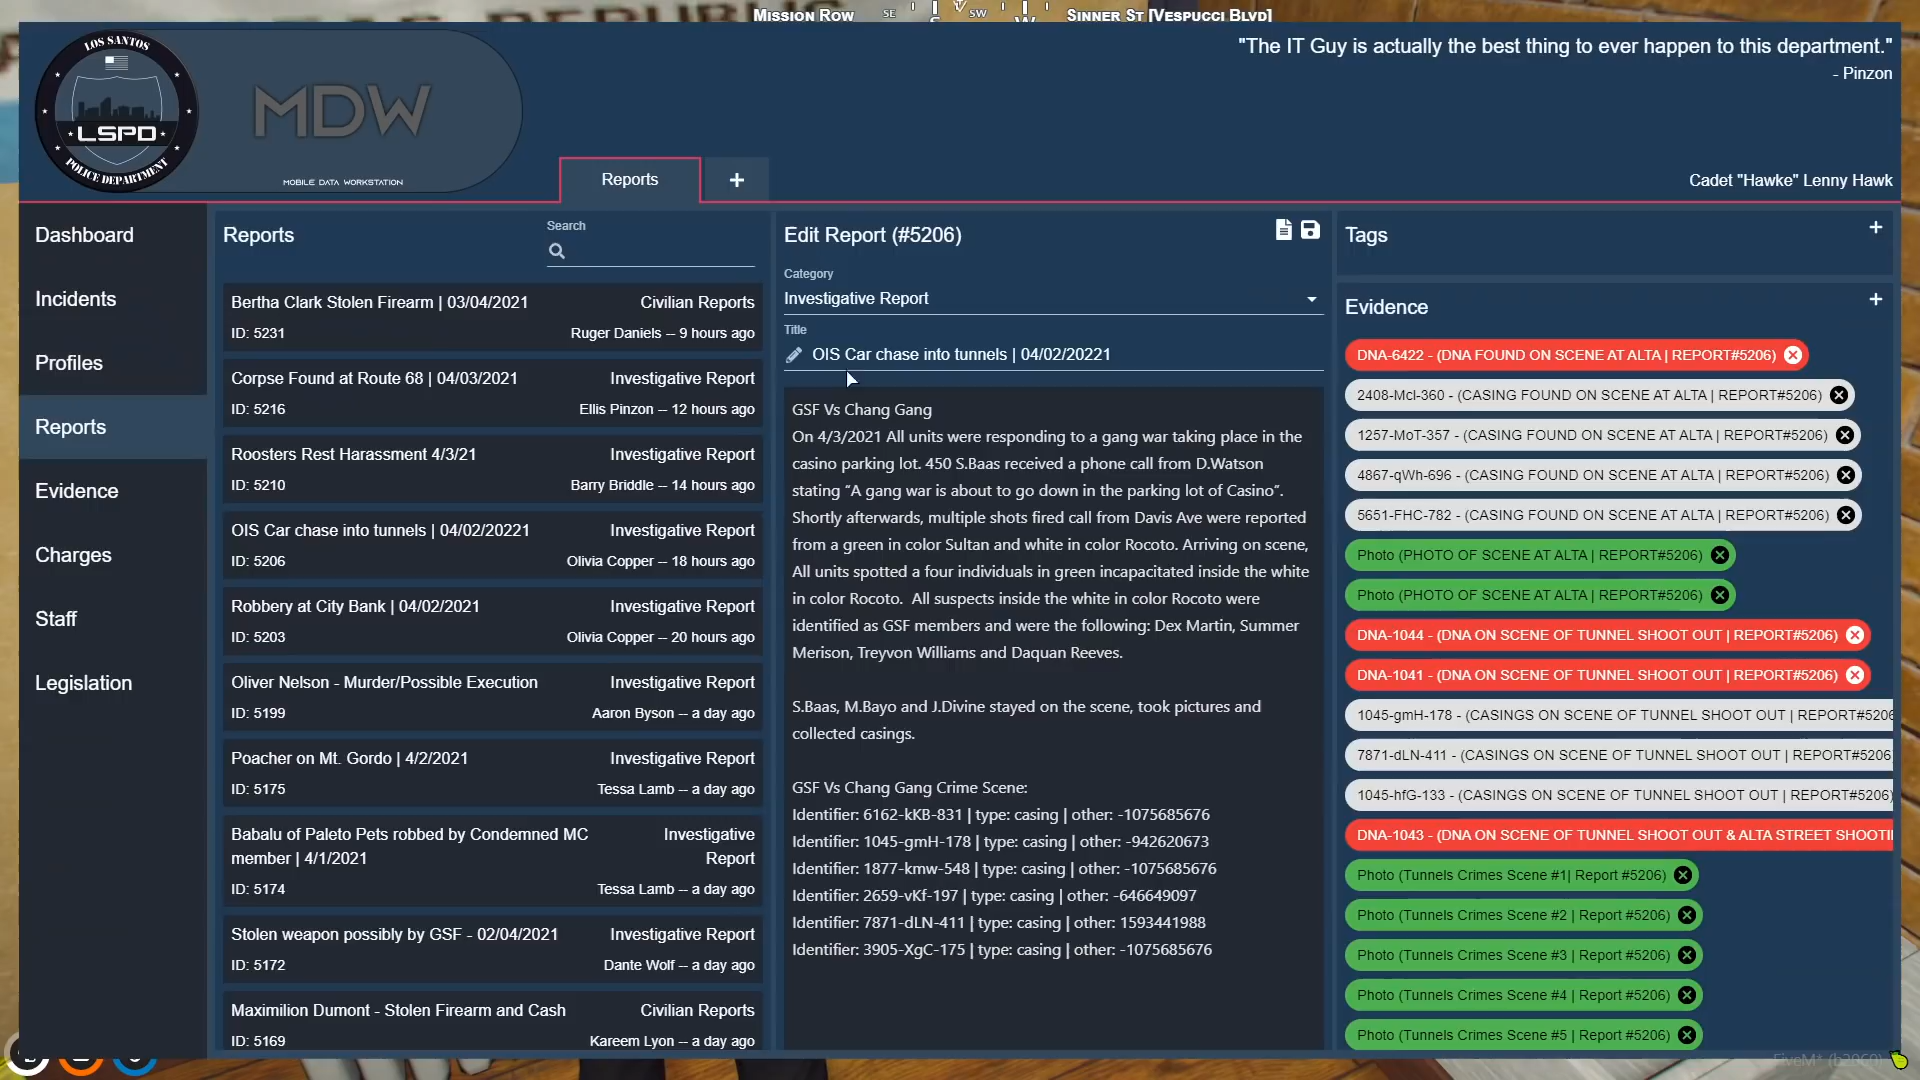 MISSION ROW
SE
S
SW
W
SINNER ST [VESPUCCI BLVD]
LOS SANTOS
LSPD
POLICE DEPARTMENT
MDW
MOBILE DATA WORKSTATION
"The IT Guy is actually the best thing to ever happen to this department."
- Pinzon
Reports
+
Cadet "Hawke" Lenny Hawk
Dashboard
Incidents
Profiles
Reports
Evidence
Charges
Staff
Legislation
Reports
Search
Bertha Clark Stolen Firearm | 03/04/2021
Civilian Reports
ID: 5231
Ruger Daniels -- 9 hours ago
Corpse Found at Route 68 | 04/03/2021
Investigative Report
ID: 5216
Ellis Pinzon -- 12 hours ago
Roosters Rest Harassment 4/3/21
Investigative Report
ID: 5210
Barry Briddle -- 14 hours ago
OIS Car chase into tunnels | 04/02/20221
Investigative Report
ID: 5206
Olivia Copper -- 18 hours ago
Robbery at City Bank | 04/02/2021
Investigative Report
ID: 5203
Olivia Copper -- 20 hours ago
Oliver Nelson - Murder/Possible Execution
Investigative Report
ID: 5199
Aaron Byson -- a day ago
Poacher on Mt. Gordo | 4/2/2021
Investigative Report
ID: 5175
Tessa Lamb -- a day ago
Babalu of Paleto Pets robbed by Condemned MC
member | 4/1/2021
Investigative
Report
ID: 5174
Tessa Lamb -- a day ago
Stolen weapon possibly by GSF - 02/04/2021
Investigative Report
ID: 5172
Dante Wolf -- a day ago
Maximilion Dumont - Stolen Firearm and Cash
Civilian Reports
ID: 5169
Kareem Lyon -- a day ago
Edit Report (#5206)
Category
Investigative Report
Title
OIS Car chase into tunnels | 04/02/20221
GSF Vs Chang Gang
On 4/3/2021 All units were responding to a gang war taking place in the
casino parking lot. 450 S.Baas received a phone call from D.Watson
stating “A gang war is about to go down in the parking lot of Casino”.
Shortly afterwards, multiple shots fired call from Davis Ave were reported
from a green in color Sultan and white in color Rocoto. Arriving on scene,
All units spotted a four individuals in green incapacitated inside the white
in color Rocoto.  All suspects inside the white in color Rocoto were
identified as GSF members and were the following: Dex Martin, Summer
Merison, Treyvon Williams and Daquan Reeves.
S.Baas, M.Bayo and J.Divine stayed on the scene, took pictures and
collected casings.
GSF Vs Chang Gang Crime Scene:
Identifier: 6162-kKB-831 | type: casing | other: -1075685676
Identifier: 1045-gmH-178 | type: casing | other: -942620673
Identifier: 1877-kmw-548 | type: casing | other: -1075685676
Identifier: 2659-vKf-197 | type: casing | other: -646649097
Identifier: 7871-dLN-411 | type: casing | other: 1593441988
Identifier: 3905-XgC-175 | type: casing | other: -1075685676
Tags
+
Evidence
+
DNA-6422 - (DNA FOUND ON SCENE AT ALTA | REPORT#5206)
2408-McI-360 - (CASING FOUND ON SCENE AT ALTA | REPORT#5206)
1257-MoT-357 - (CASING FOUND ON SCENE AT ALTA | REPORT#5206)
4867-qWh-696 - (CASING FOUND ON SCENE AT ALTA | REPORT#5206)
5651-FHC-782 - (CASING FOUND ON SCENE AT ALTA | REPORT#5206)
Photo (PHOTO OF SCENE AT ALTA | REPORT#5206)
Photo (PHOTO OF SCENE AT ALTA | REPORT#5206)
DNA-1044 - (DNA ON SCENE OF TUNNEL SHOOT OUT | REPORT#5206)
DNA-1041 - (DNA ON SCENE OF TUNNEL SHOOT OUT | REPORT#5206)
1045-gmH-178 - (CASINGS ON SCENE OF TUNNEL SHOOT OUT | REPORT#5206
7871-dLN-411 - (CASINGS ON SCENE OF TUNNEL SHOOT OUT | REPORT#5206
1045-hfG-133 - (CASINGS ON SCENE OF TUNNEL SHOOT OUT | REPORT#5206)
DNA-1043 - (DNA ON SCENE OF TUNNEL SHOOT OUT & ALTA STREET SHOOTI
Photo (Tunnels Crimes Scene #1| Report #5206)
Photo (Tunnels Crimes Scene #2 | Report #5206)
Photo (Tunnels Crimes Scene #3 | Report #5206)
Photo (Tunnels Crimes Scene #4 | Report #5206)
Photo (Tunnels Crimes Scene #5 | Report #5206)
FiveM* (b2060)